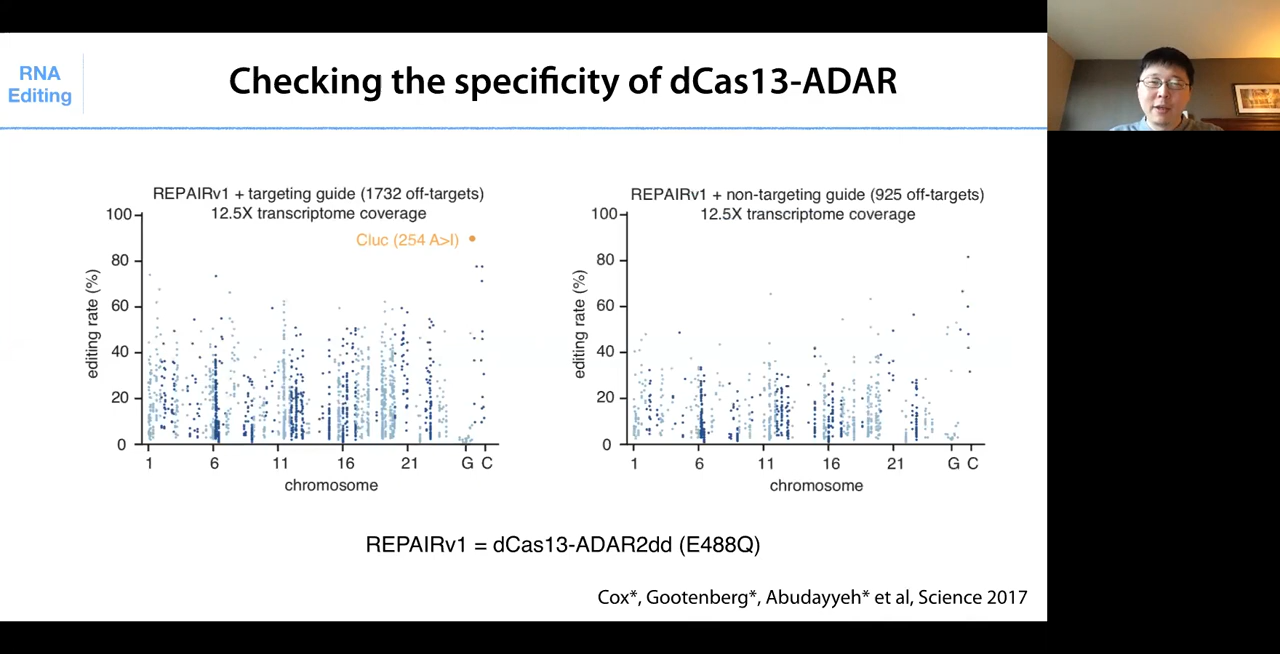 RNA
Editing
Checking the specificity of dCas13-ADAR
REPAIRv1 + targeting guide (1732 off-targets)
12.5X transcriptome coverage
Cluc (254 A>I)
editing rate (%)
100
80
60
40
20
0
1 6 11 16 21 G C
chromosome
REPAIRv1 + non-targeting guide (925 off-targets)
12.5X transcriptome coverage
editing rate (%)
100
80
60
40
20
0
1 6 11 16 21 G C
chromosome
REPAIRv1 = dCas13-ADAR2dd (E488Q)
Cox*, Gootenberg*, Abudayyeh* et al, Science 2017